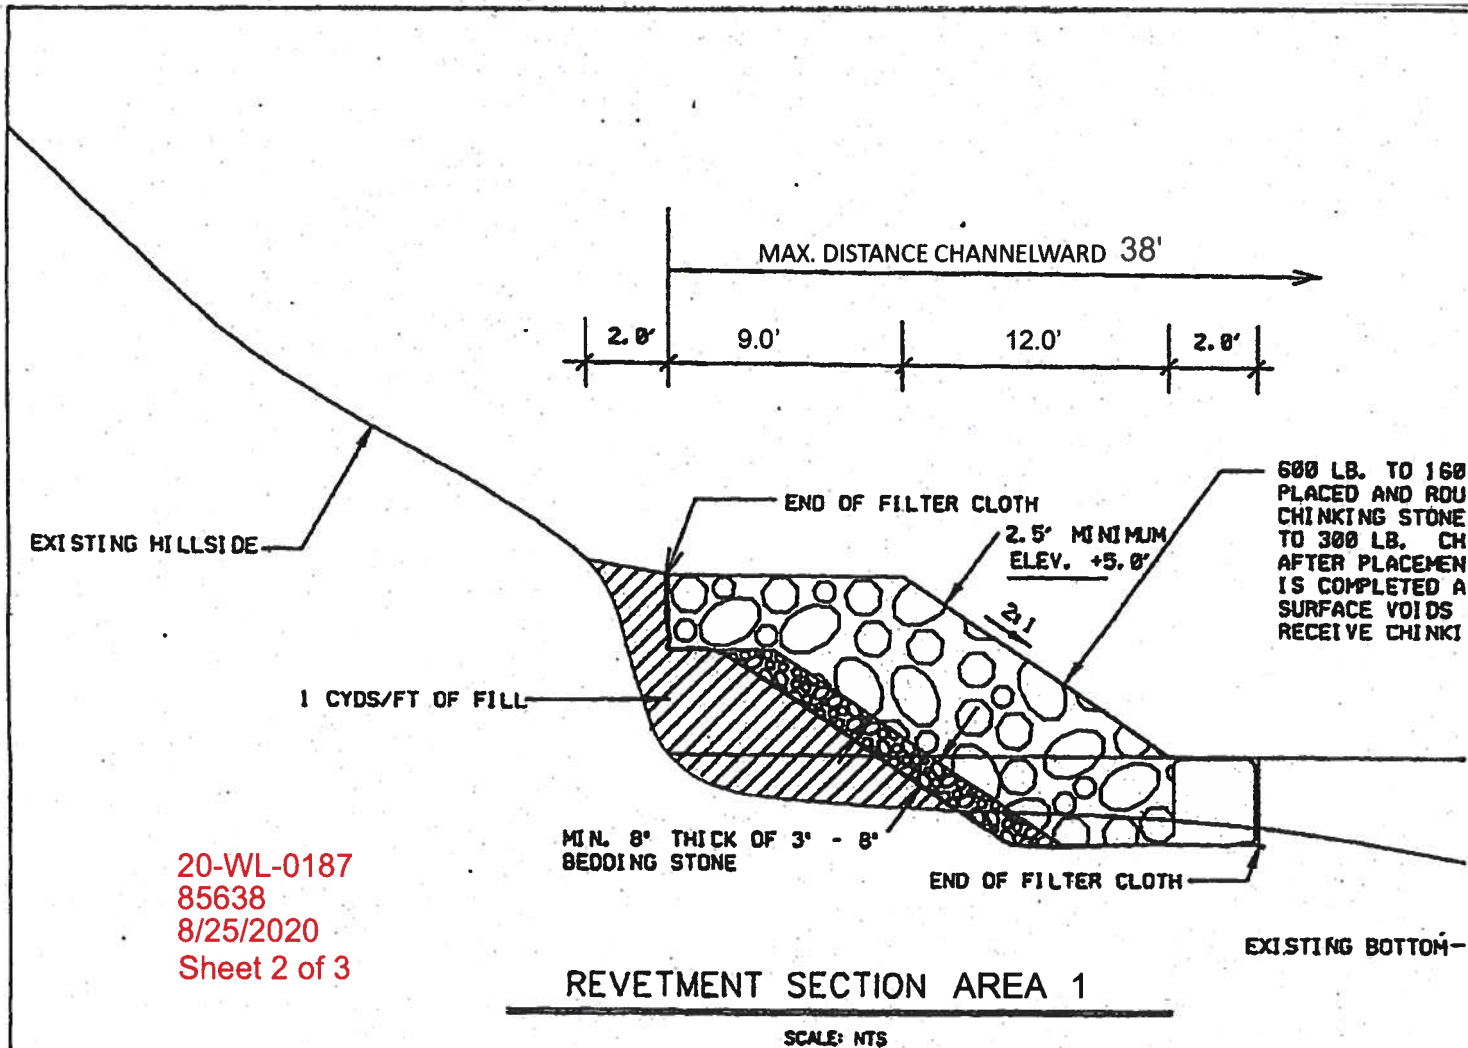 MAX. DISTANCE CHANNELWARD 38'
2.0' 9.0' 12.0' 2.0'
END OF FILTER CLOTH
2.5' MINIMUM
ELEV. +5.0'
2:1
600 LB. TO 160
PLACED AND ROU
CHINKING STONE
TO 300 LB. CH
AFTER PLACEMEN
IS COMPLETED A
SURFACE VOIDS
RECEIVE CHINKI
EXISTING HILLSIDE
1 CYDS/FT OF FILL
MIN. 8" THICK OF 3" - 8"
BEDDING STONE
END OF FILTER CLOTH
EXISTING BOTTOM
20-WL-0187
85638
8/25/2020
Sheet 2 of 3
REVETMENT SECTION AREA 1
SCALE: NTS